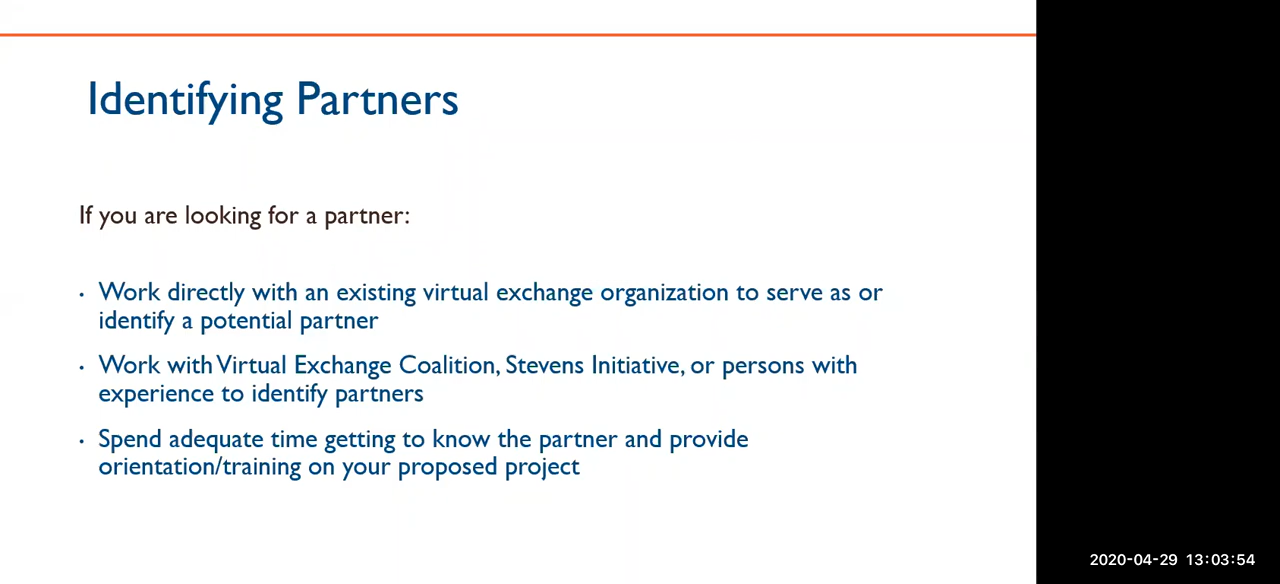 Identifying Partners
If you are looking for a partner:
• Work directly with an existing virtual exchange organization to serve as or
identify a potential partner
• Work with Virtual Exchange Coalition, Stevens Initiative, or persons with
experience to identify partners
• Spend adequate time getting to know the partner and provide
orientation/training on your proposed project
2020-04-29 13:03:54